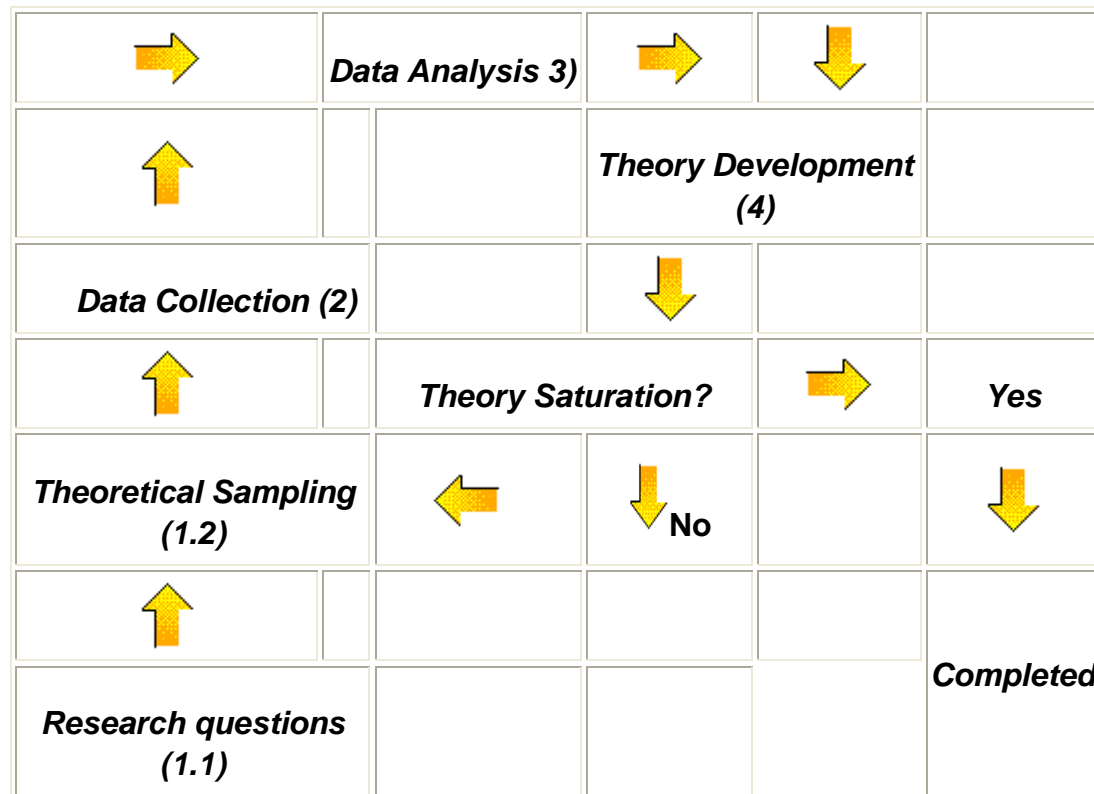 Data Analysis 3)
Theory Development
(4)
Data Collection (2)
Theory Saturation?
Yes
Theoretical Sampling
(1.2)
No
Completed
Research questions
(1.1)